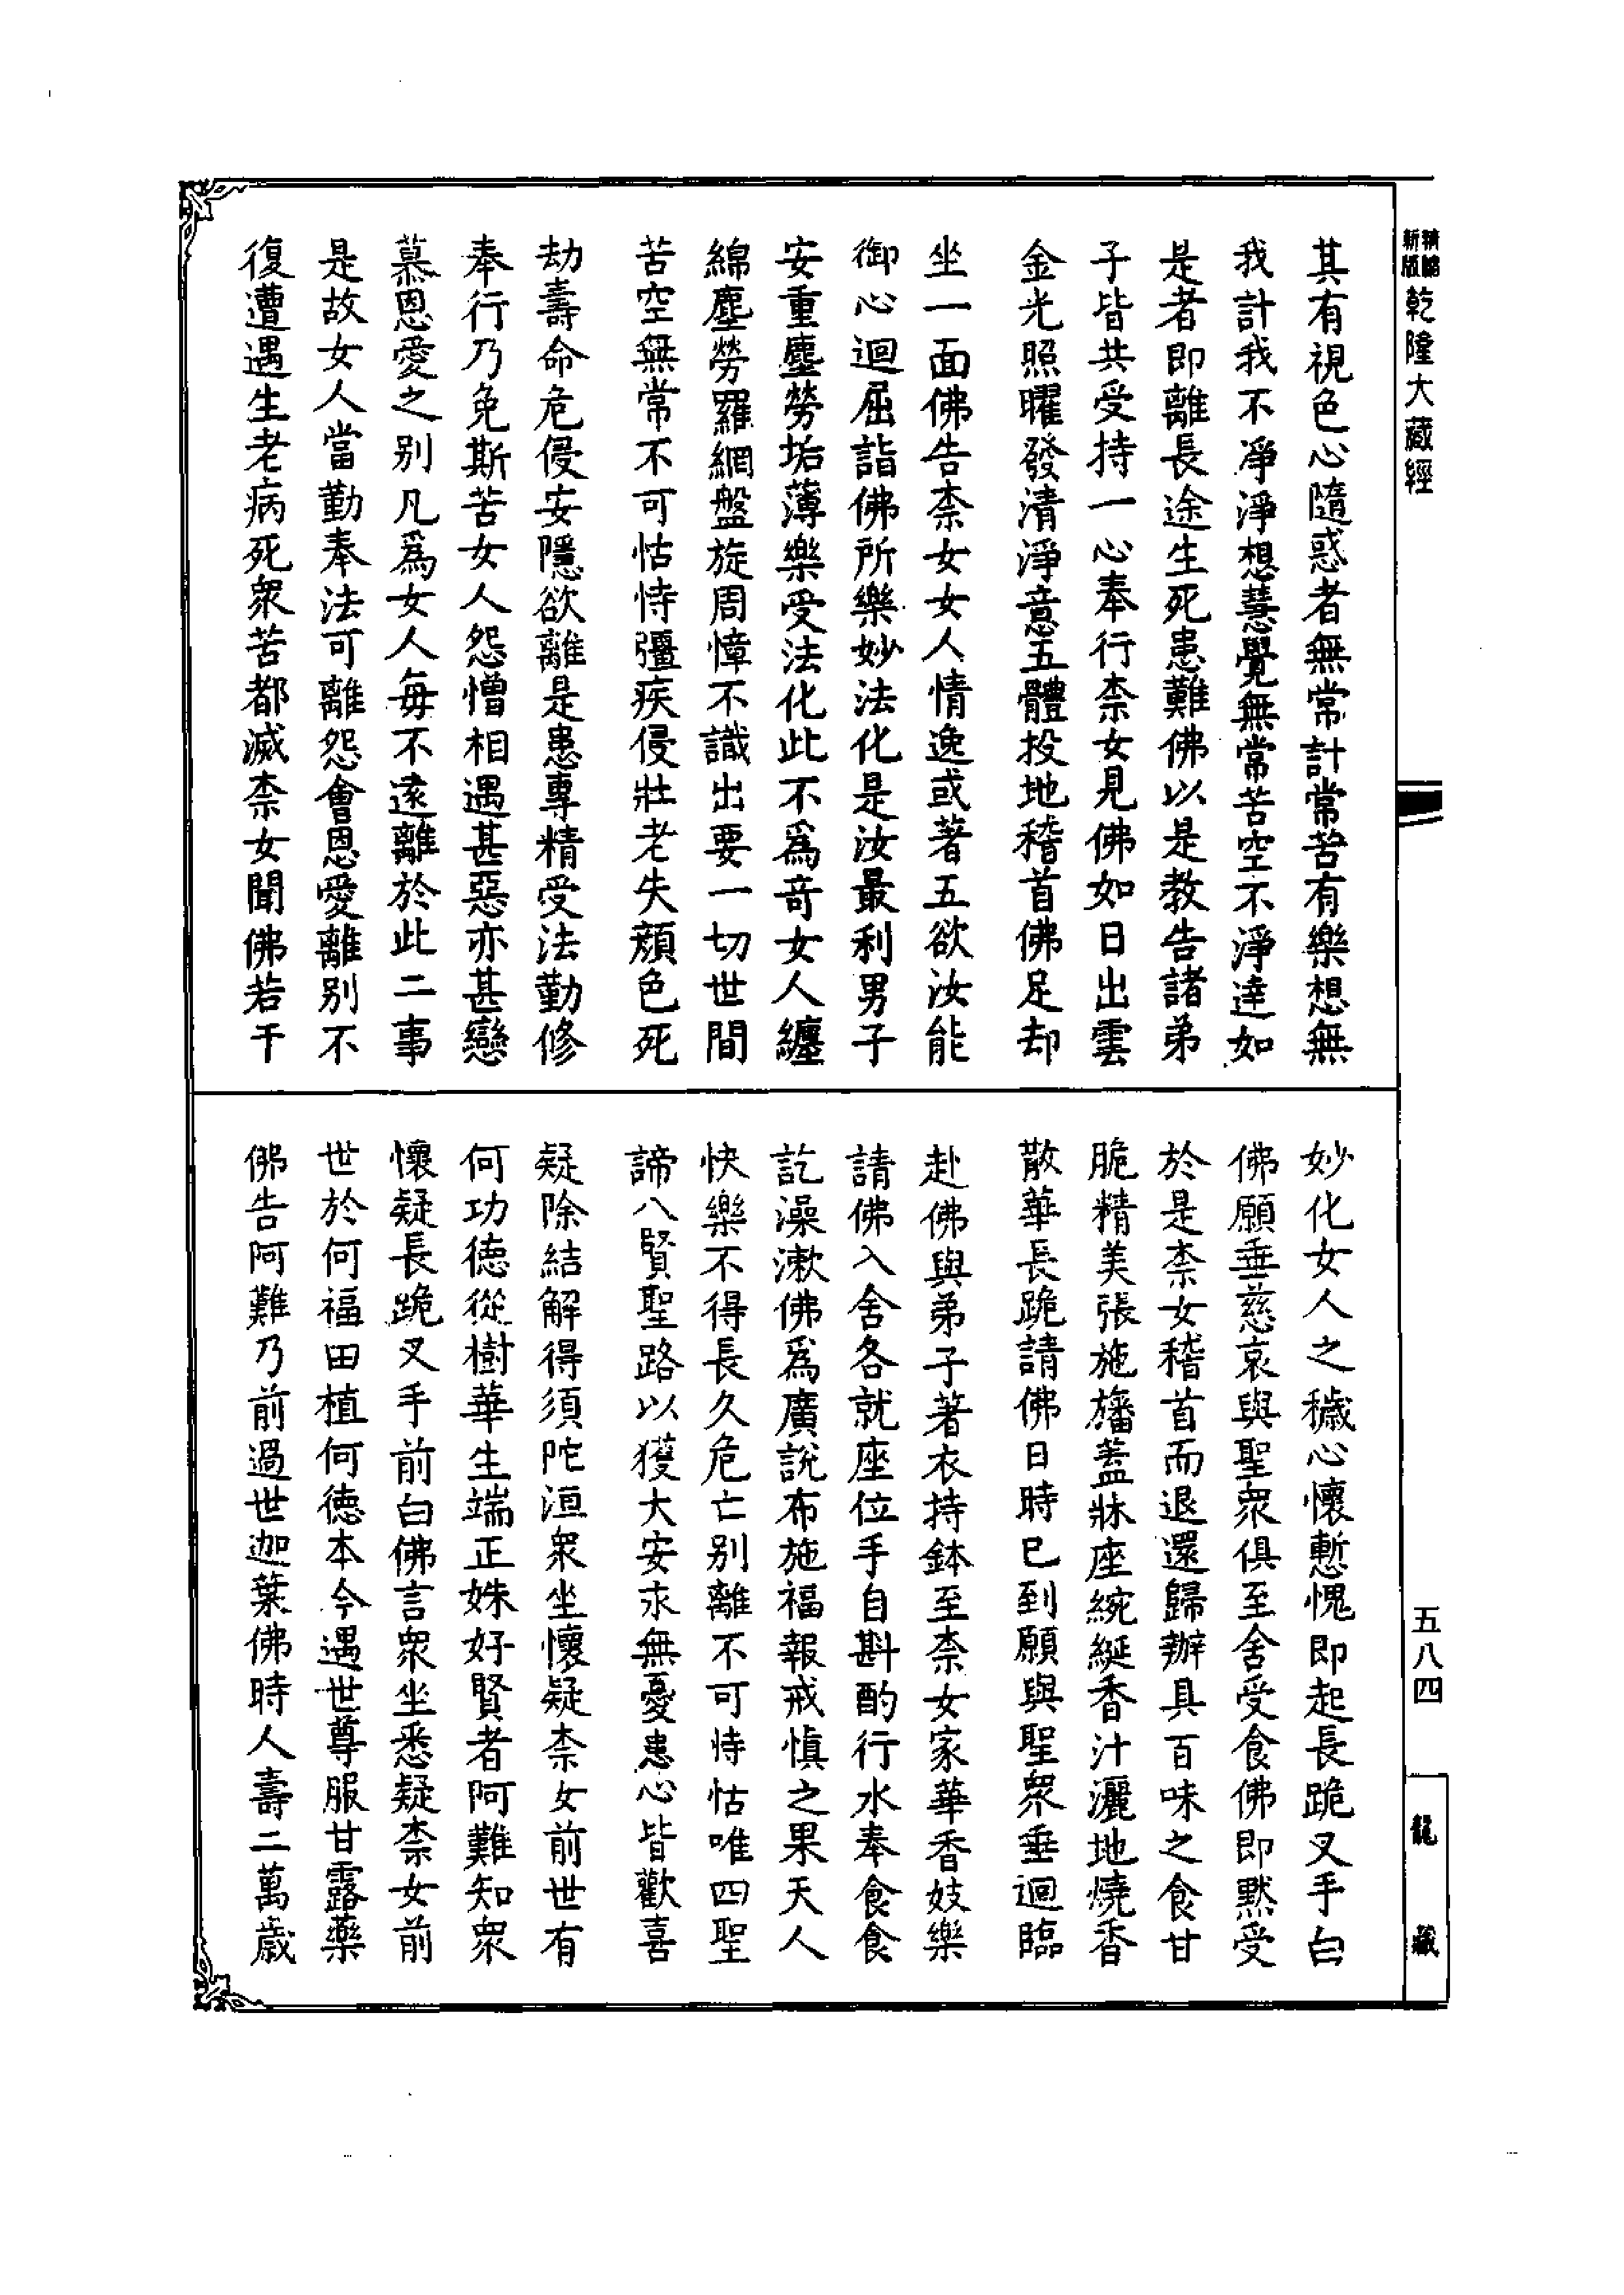 新版
精縮
乾隆大藏經
其有視色心隨惑者無常計常苦有樂想無
我計我不淨淨想慧覺無常苦空不淨達如
是者即離長途生死患難佛以是教告諸弟
子皆共受持一心奉行柰女見佛如日出雲
金光照曜發清淨意五體投地稽首佛足却
坐一面佛告柰女女人情逸或著五欲汝能
御心迴屈詣佛所樂妙法化是汝最利男子
安重塵勞垢薄樂受法化此不為奇女人纏
綿塵勞羅網盤旋周慞不識出要一切世間
苦空無常不可怙恃彊疾侵壯老失顏色死
劫壽命危侵安隱欲離是患專精受法勤修
奉行乃免斯苦女人怨憎相遇甚惡亦甚戀
慕恩愛之別凡為女人每不遠離於此二事
是故女人當勤奉法可離怨會恩愛離別不
復遭遇生老病死衆苦都滅柰女聞佛若干
妙化女人之穢心懷慙愧即起長跪叉手白
佛願垂慈哀與聖衆俱至舍受食佛即默受
於是柰女稽首而退還歸辦具百味之食甘
脆精美張施旛蓋牀座綩綖香汁灑地燒香
散華長跪請佛日時已到願與聖衆垂迴臨
赴佛與弟子著衣持鉢至柰女家華香妓樂
請佛入舍各就座位手自斟酌行水奉食食
訖澡漱佛為廣說布施福報戒慎之果天人
快樂不得長久危亡別離不可恃怙唯四聖
諦八賢聖路以獲大安永無憂患心皆歡喜
疑除結解得須陀洹衆坐懷疑柰女前世有
何功德從樹華生端正姝好賢者阿難知衆
懷疑長跪叉手前白佛言衆坐悉疑柰女前
世於何福田植何德本今遇世尊服甘露藥
佛告阿難乃前過世迦葉佛時人壽二萬歲
五八四
龍藏